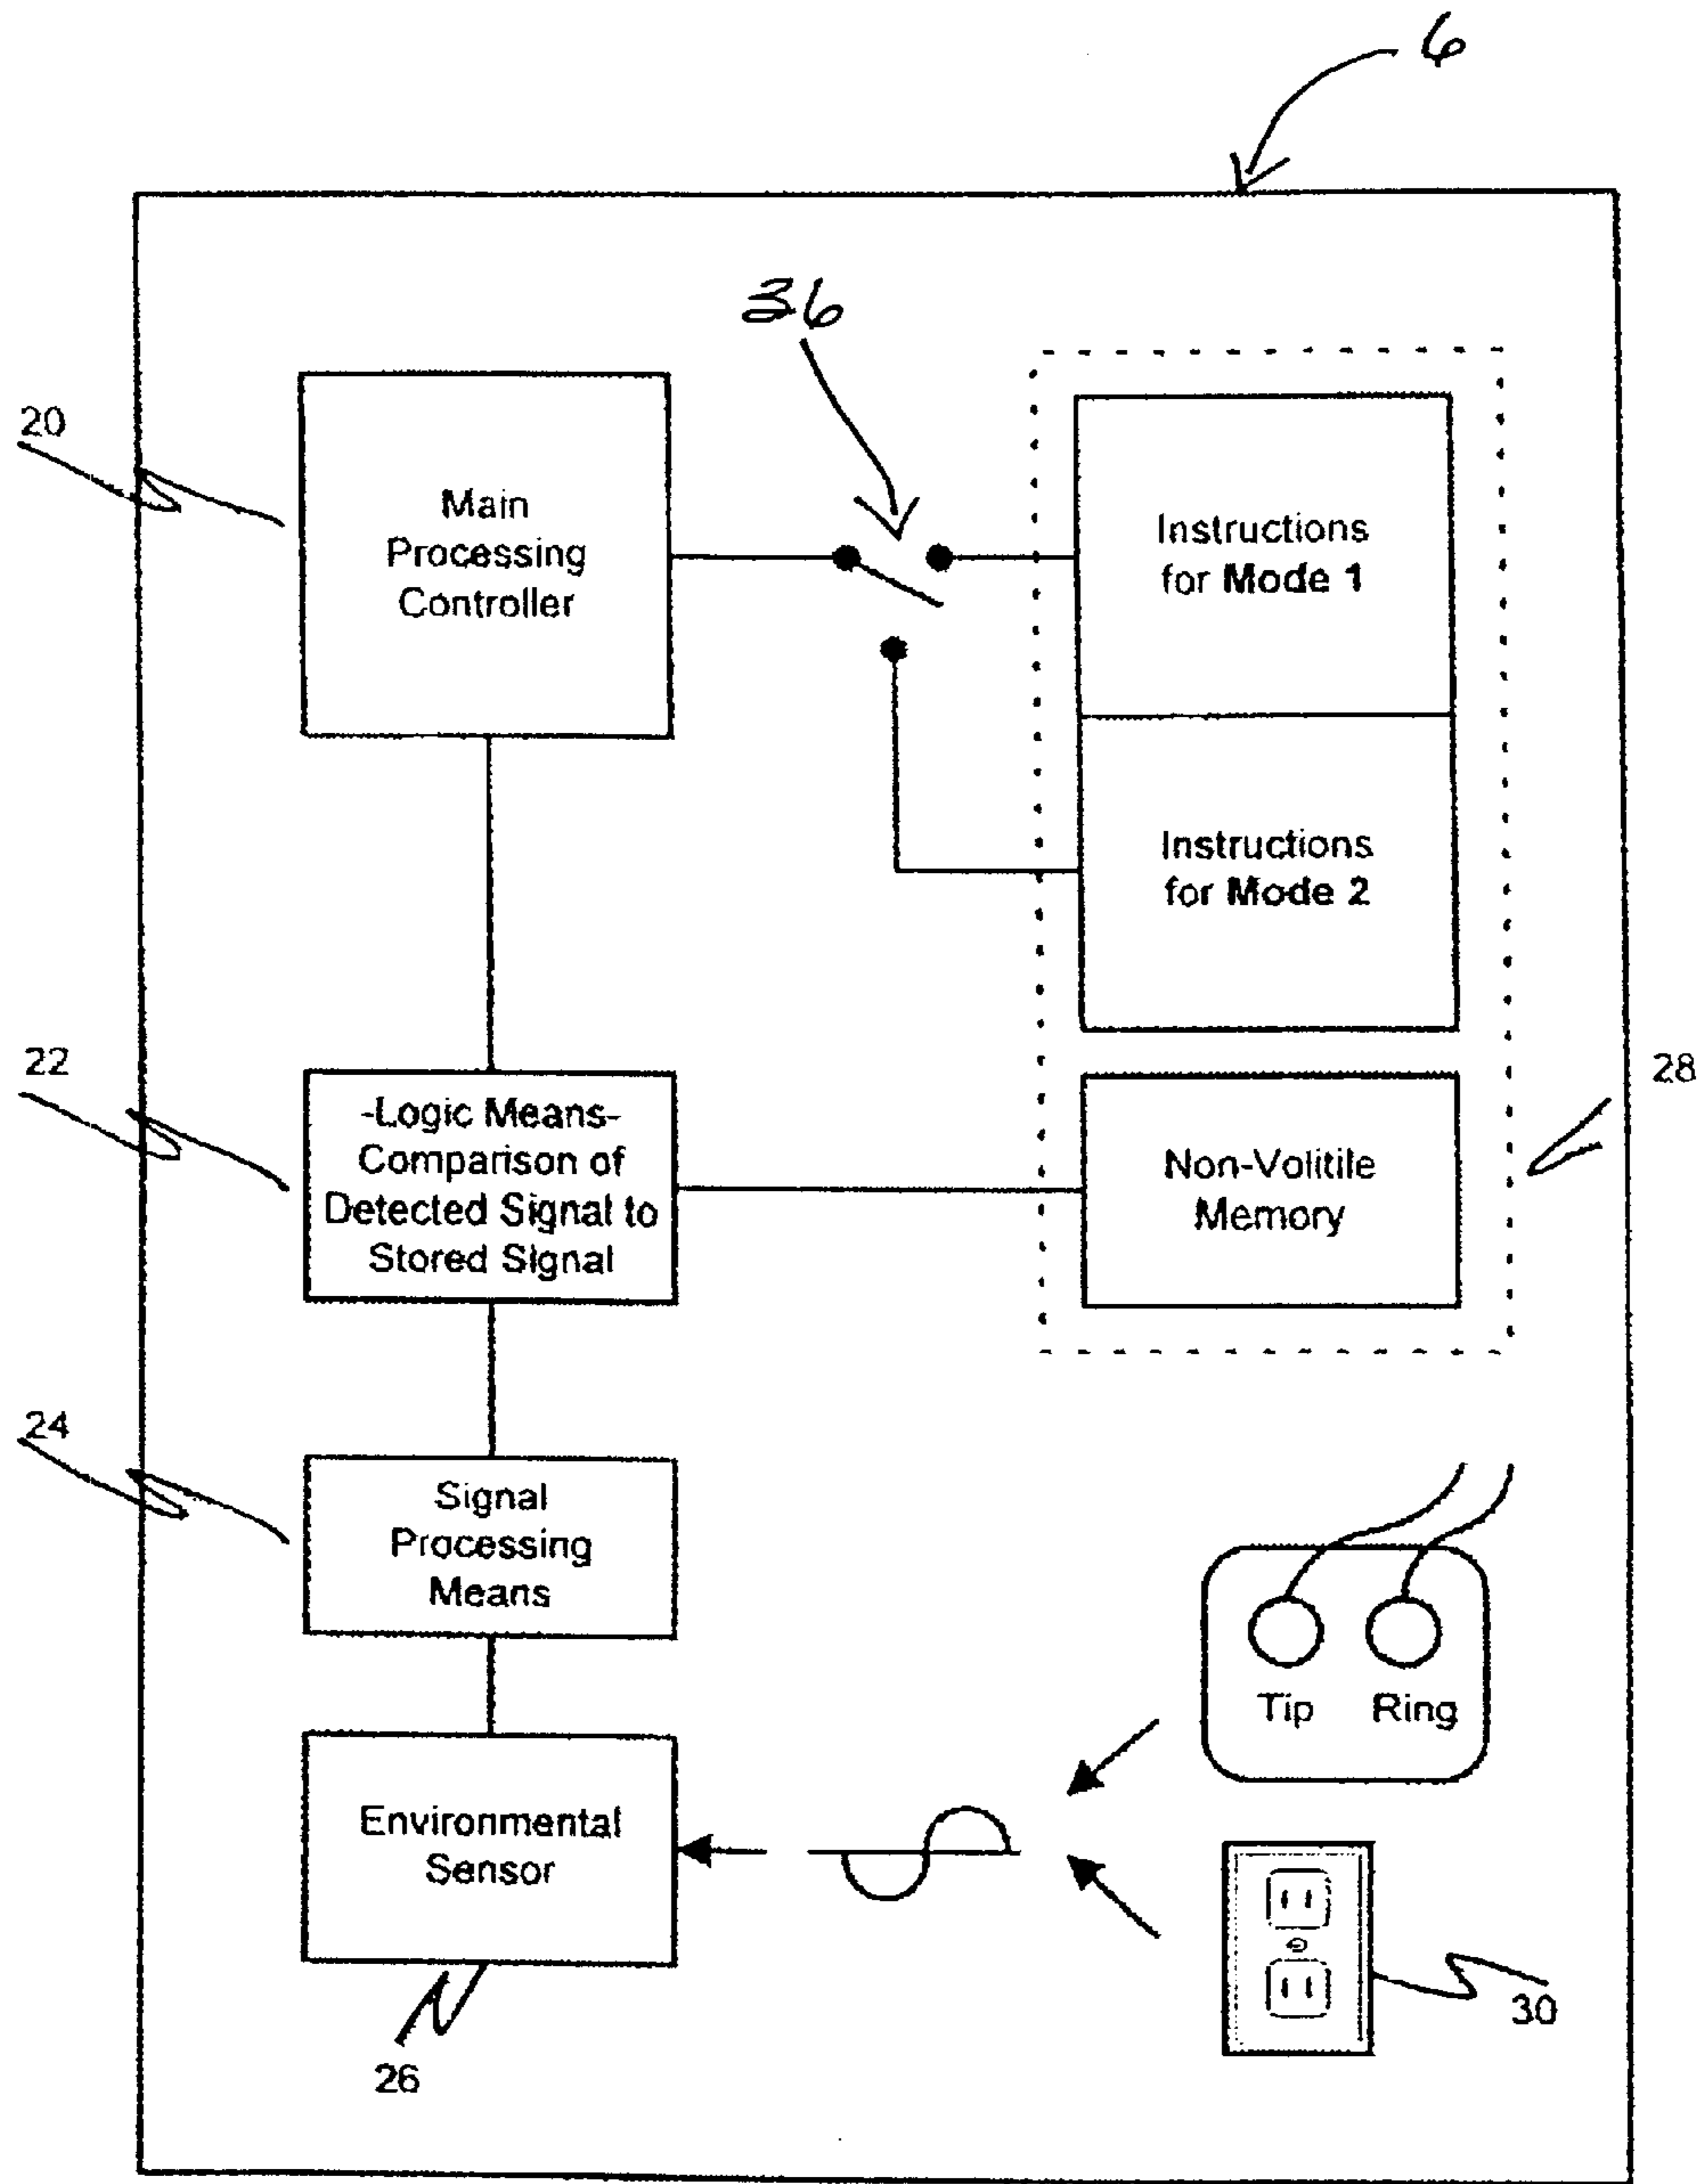 6
36
20
Main
Processing
Controller
Instructions
for Mode 1
Instructions
for Mode 2
22
-Logic Means-
Comparison of
Detected Signal to
Stored Signal
28
Non-Volitile
Memory
24
Signal
Processing
Means
Tip Ring
Environmental
Sensor
30
26